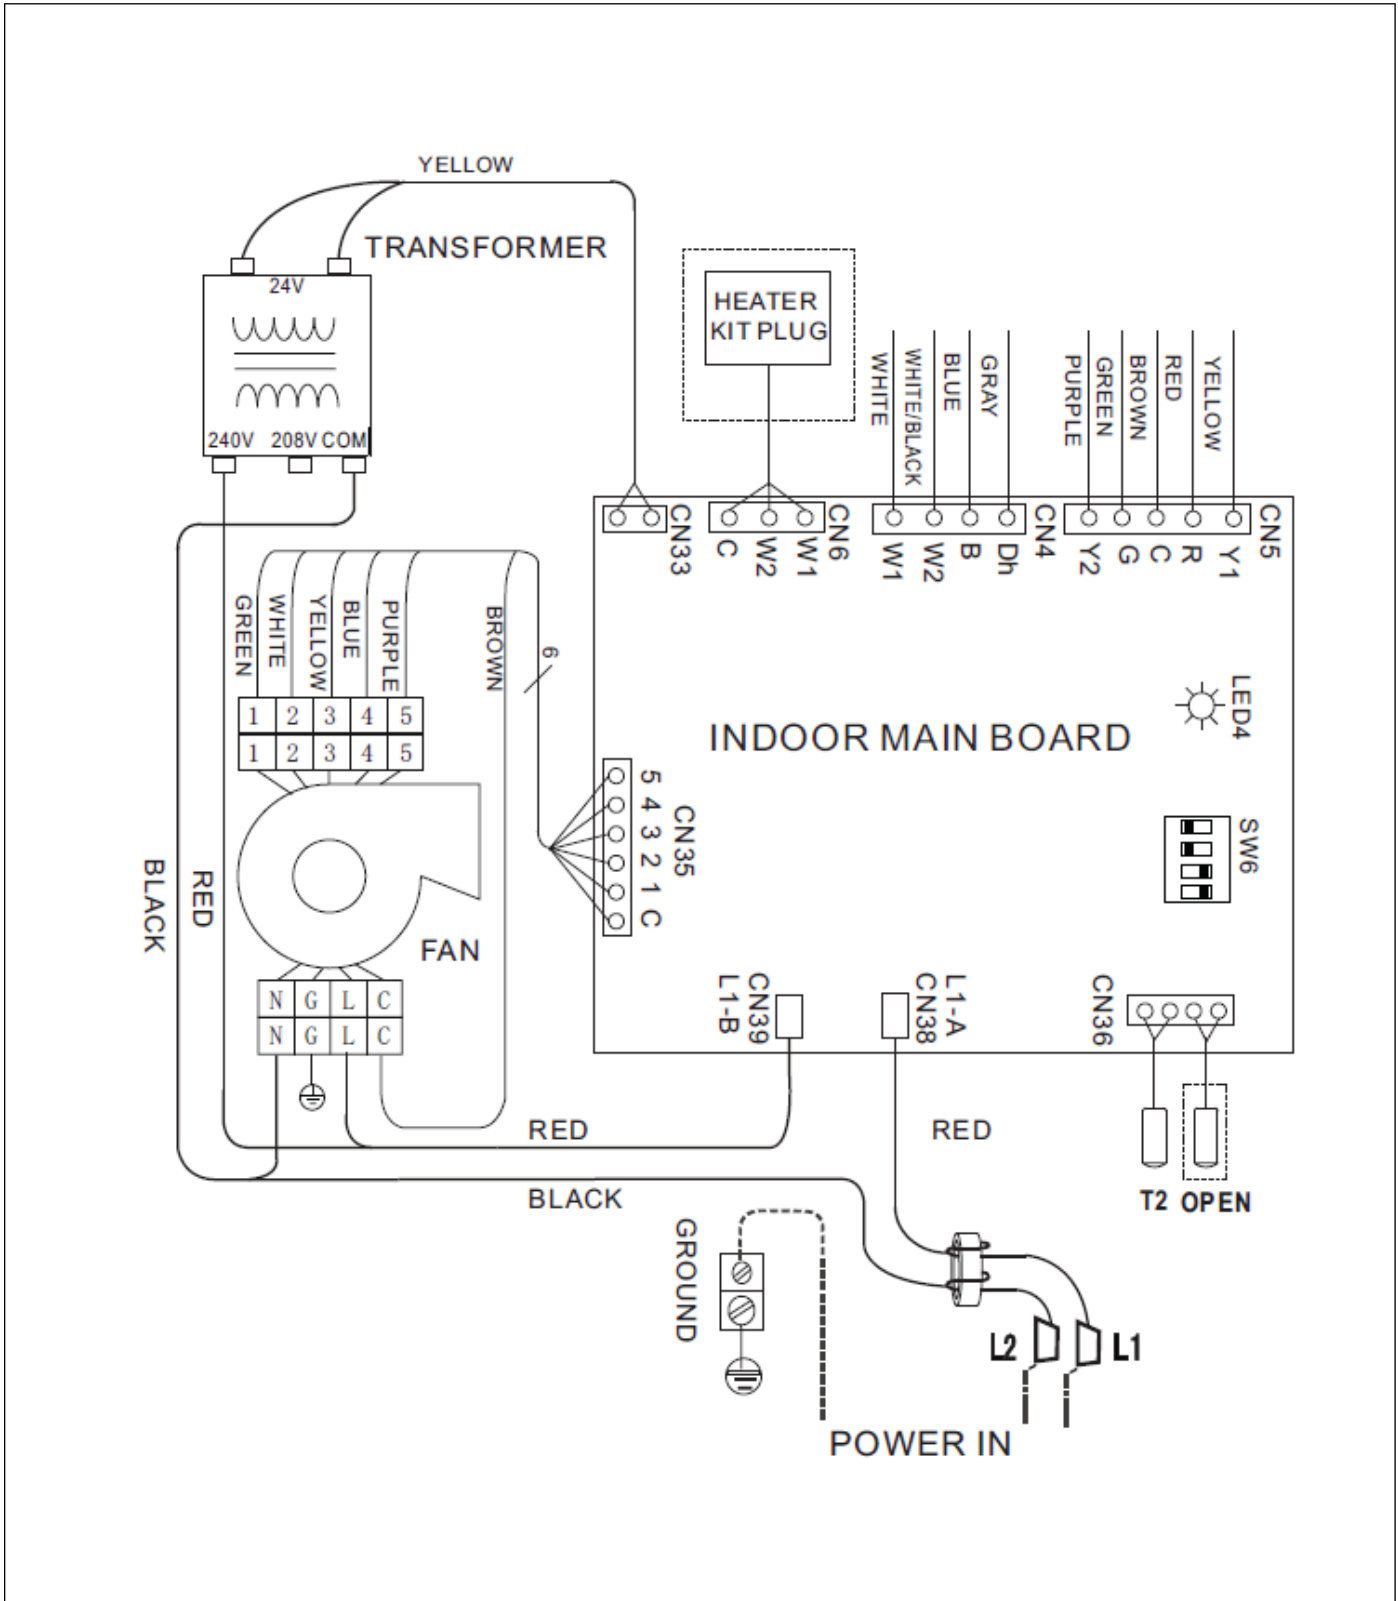 YELLOW
TRANSFORMER
24V
240V 208V COM
HEATER
KIT PLUG
WHITE
WHITE/BLACK
BLUE
GRAY
PURPLE
GREEN
BROWN
RED
YELLOW
CN33
C W2 W1
CN6
W1 W2 B Dh
CN4
Y2 G C R Y1
CN5
GREEN
WHITE
YELLOW
BLUE
PURPLE
BROWN
6
1 2 3 4 5
1 2 3 4 5
INDOOR MAIN BOARD
LED4
5 4 3 2 1 C
CN35
SW6
BLACK
RED
FAN
N G L C
N G L C
L1-B
CN39
L1-A
CN38
CN36
RED
RED
BLACK
T2 OPEN
GROUND
L2 L1
POWER IN